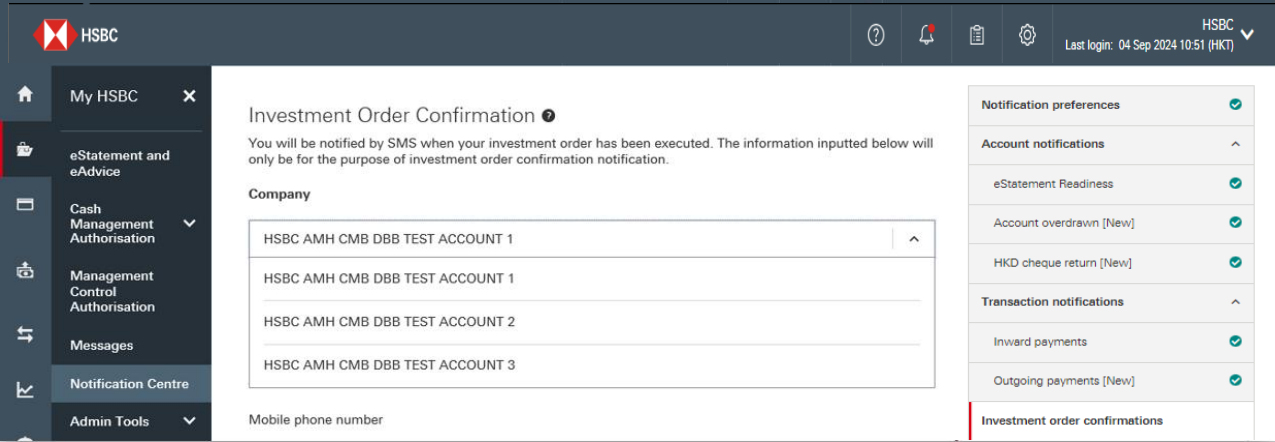 HSBC
HSBC
Last login: 04 Sep 2024 10:51 (HKT)
My HSBC
eStatement and
eAdvice
Cash
Management
Authorisation
Management
Control
Authorisation
Messages
Notification Centre
Admin Tools
Investment Order Confirmation
You will be notified by SMS when your investment order has been executed. The information inputted below will
only be for the purpose of investment order confirmation notification.
Company
HSBC AMH CMB DBB TEST ACCOUNT 1
HSBC AMH CMB DBB TEST ACCOUNT 1
HSBC AMH CMB DBB TEST ACCOUNT 2
HSBC AMH CMB DBB TEST ACCOUNT 3
Mobile phone number
Notification preferences
Account notifications
eStatement Readiness
Account overdrawn [New]
HKD cheque return [New]
Transaction notifications
Inward payments
Outgoing payments [New]
Investment order confirmations